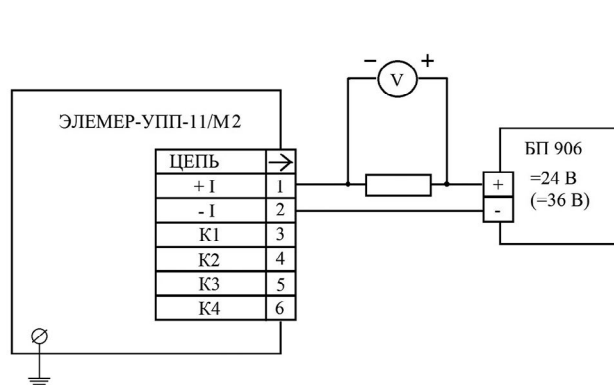 − +
V
ЭЛЕМЕР-УПП-11/М2
ЦЕПЬ
+ I 1
- I 2
К1 3
К2 4
К3 5
К4 6
БП 906
+ =24 В
(=36 В)
-